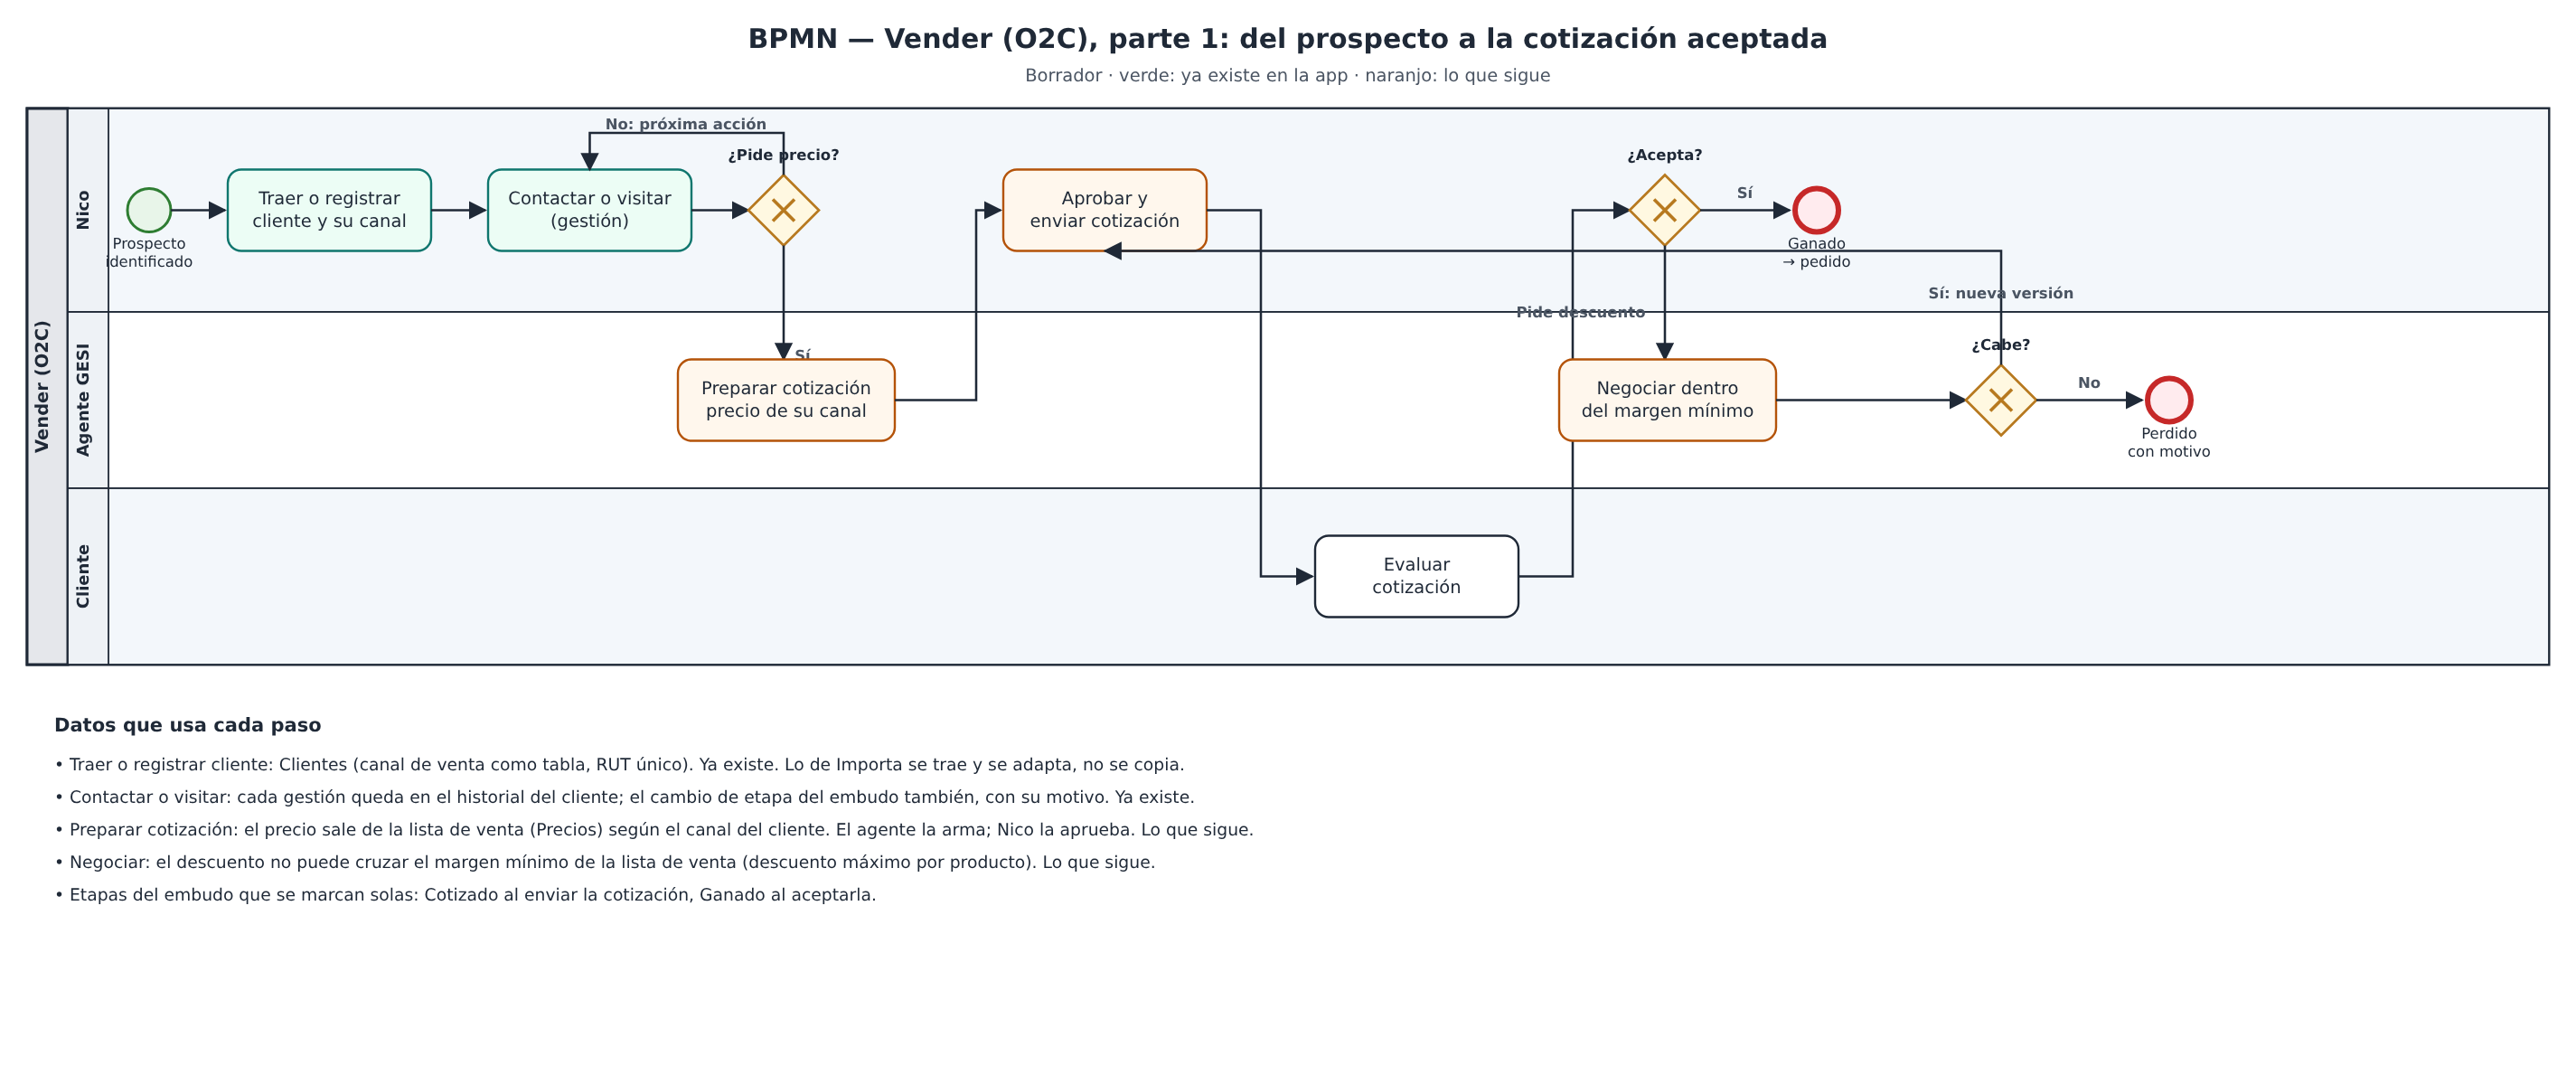 BPMN — Vender (O2C), parte 1: del prospecto a la cotización aceptada
Borrador · verde: ya existe en la app · naranjo: lo que sigue
Vender (O2C)
Nico
No: próxima acción
¿Pide precio?
¿Acepta?
Prospecto
identificado
Traer o registrar
cliente y su canal
Contactar o visitar
(gestión)
Aprobar y
enviar cotización
Sí
Ganado
→ pedido
Sí: nueva versión
Pide descuento
Agente GESI
Sí
¿Cabe?
Preparar cotización
precio de su canal
Negociar dentro
del margen mínimo
No
Perdido
con motivo
Cliente
Evaluar
cotización
Datos que usa cada paso
• Traer o registrar cliente: Clientes (canal de venta como tabla, RUT único). Ya existe. Lo de Importa se trae y se adapta, no se copia.
• Contactar o visitar: cada gestión queda en el historial del cliente; el cambio de etapa del embudo también, con su motivo. Ya existe.
• Preparar cotización: el precio sale de la lista de venta (Precios) según el canal del cliente. El agente la arma; Nico la aprueba. Lo que sigue.
• Negociar: el descuento no puede cruzar el margen mínimo de la lista de venta (descuento máximo por producto). Lo que sigue.
• Etapas del embudo que se marcan solas: Cotizado al enviar la cotización, Ganado al aceptarla.